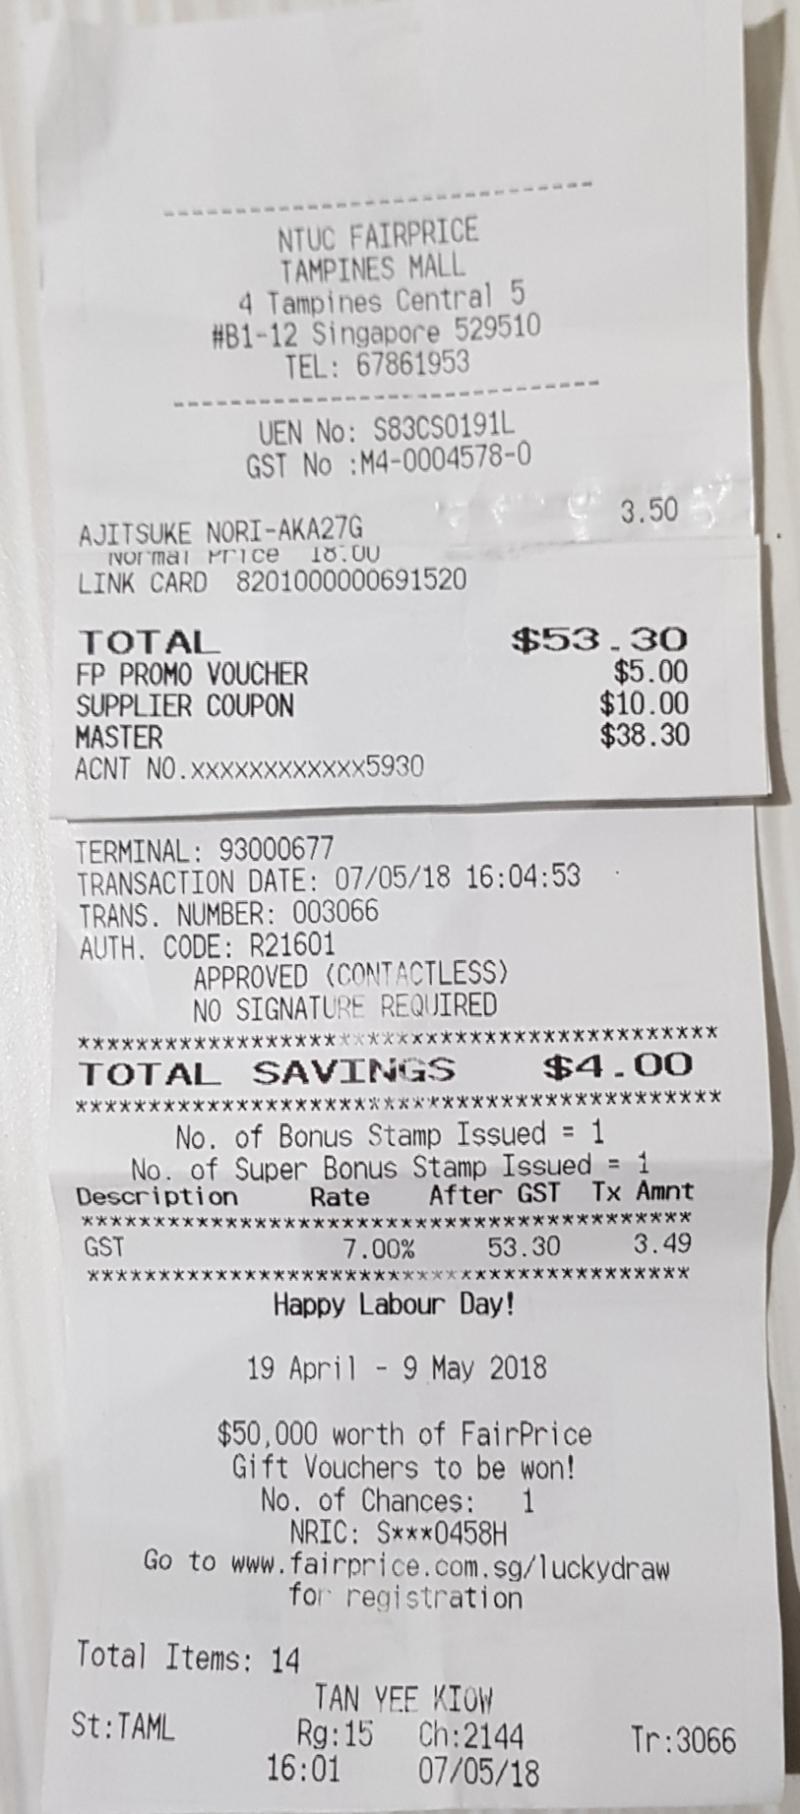 NTUC FAIRPRICE
TAMPINES MALL
4 Tampines Central 5
#B1-12 Singapore 529510
TEL: 67861953
UEN No: S83CS0191L
GST No :M4-0004578-0
AJITSUKE NORI-AKA27G 3.50
Normal Price 18.00
LINK CARD 8201000000691520
TOTAL $53.30
FP PROMO VOUCHER $5.00
SUPPLIER COUPON $10.00
MASTER $38.30
ACNT NO.xxxxxxxxxxxx5930
TERMINAL: 93000677
TRANSACTION DATE: 07/05/18 16:04:53
TRANS. NUMBER: 003066
AUTH. CODE: R21601
APPROVED (CONTACTLESS)
NO SIGNATURE REQUIRED
*******************************************
TOTAL SAVINGS $4.00
*******************************************
No. of Bonus Stamp Issued = 1
No. of Super Bonus Stamp Issued = 1
Description Rate After GST Tx Amnt
*******************************************
GST 7.00% 53.30 3.49
*******************************************
Happy Labour Day!
19 April - 9 May 2018
$50,000 worth of FairPrice
Gift Vouchers to be won!
No. of Chances: 1
NRIC: S***0458H
Go to www.fairprice.com.sg/luckydraw
for registration
Total Items: 14
TAN YEE KIOW
St:TAML Rg:15 Ch:2144 Tr:3066
16:01 07/05/18